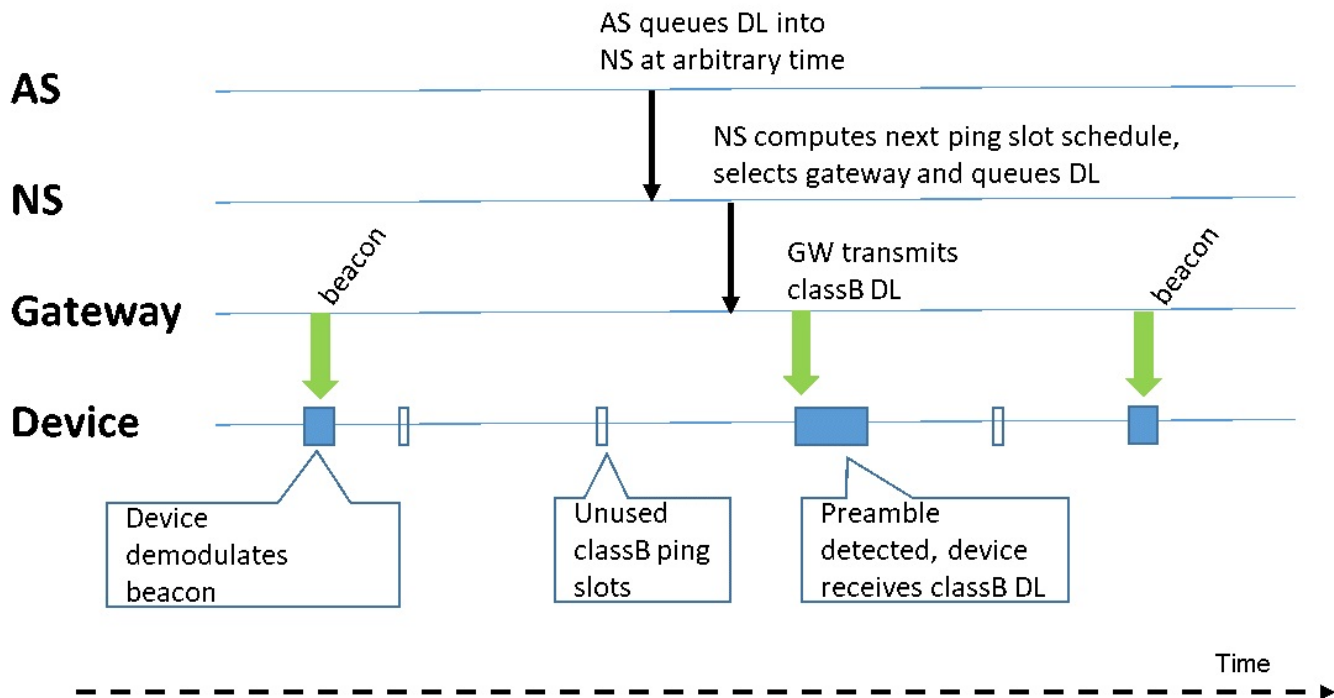 AS queues DL into
NS at arbitrary time
AS
NS computes next ping slot schedule,
selects gateway and queues DL
NS
beacon
GW transmits
classB DL
beacon
Gateway
Device
Device
demodulates
beacon
Unused
classB ping
slots
Preamble
detected, device
receives classB DL
Time